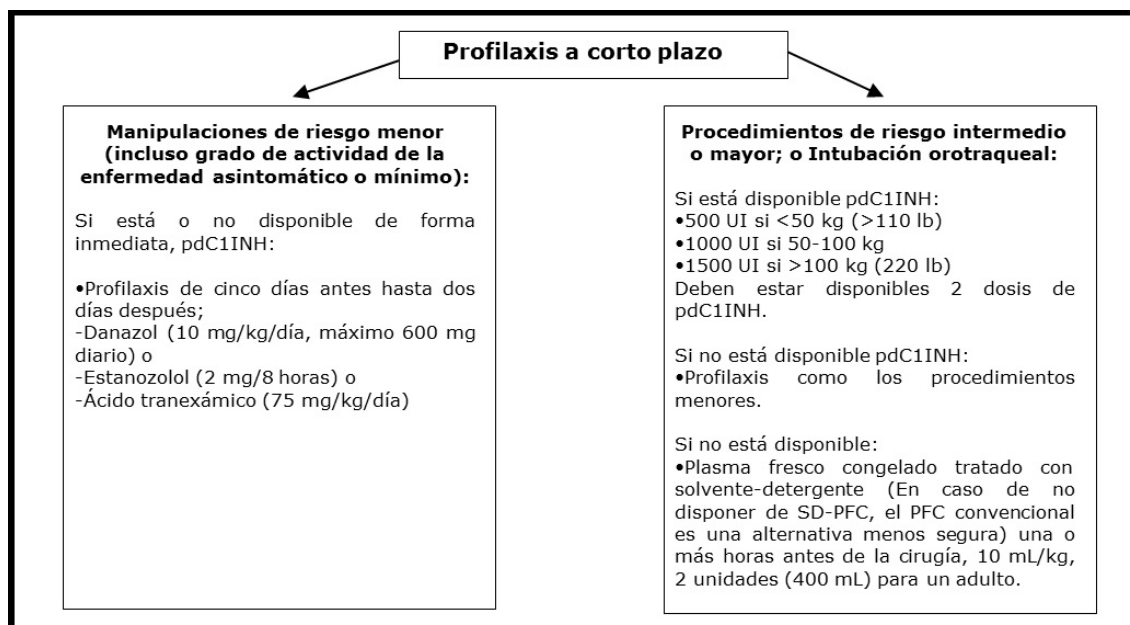 Profilaxis a corto plazo
Manipulaciones de riesgo menor
(incluso grado de actividad de la
enfermedad asintomático o mínimo):
Si está o no disponible de forma
inmediata, pdC1INH:
•Profilaxis de cinco días antes hasta dos
días después;
-Danazol (10 mg/kg/día, máximo 600 mg
diario) o
-Estanozolol (2 mg/8 horas) o
-Ácido tranexámico (75 mg/kg/día)
Procedimientos de riesgo intermedio
o mayor; o Intubación orotraqueal:
Si está disponible pdC1INH:
•500 UI si <50 kg (>110 lb)
•1000 UI si 50-100 kg
•1500 UI si >100 kg (220 lb)
Deben estar disponibles 2 dosis de
pdC1INH.
Si no está disponible pdC1INH:
•Profilaxis como los procedimientos
menores.
Si no está disponible:
•Plasma fresco congelado tratado con
solvente-detergente (En caso de no
disponer de SD-PFC, el PFC convencional
es una alternativa menos segura) una o
más horas antes de la cirugía, 10 mL/kg,
2 unidades (400 mL) para un adulto.